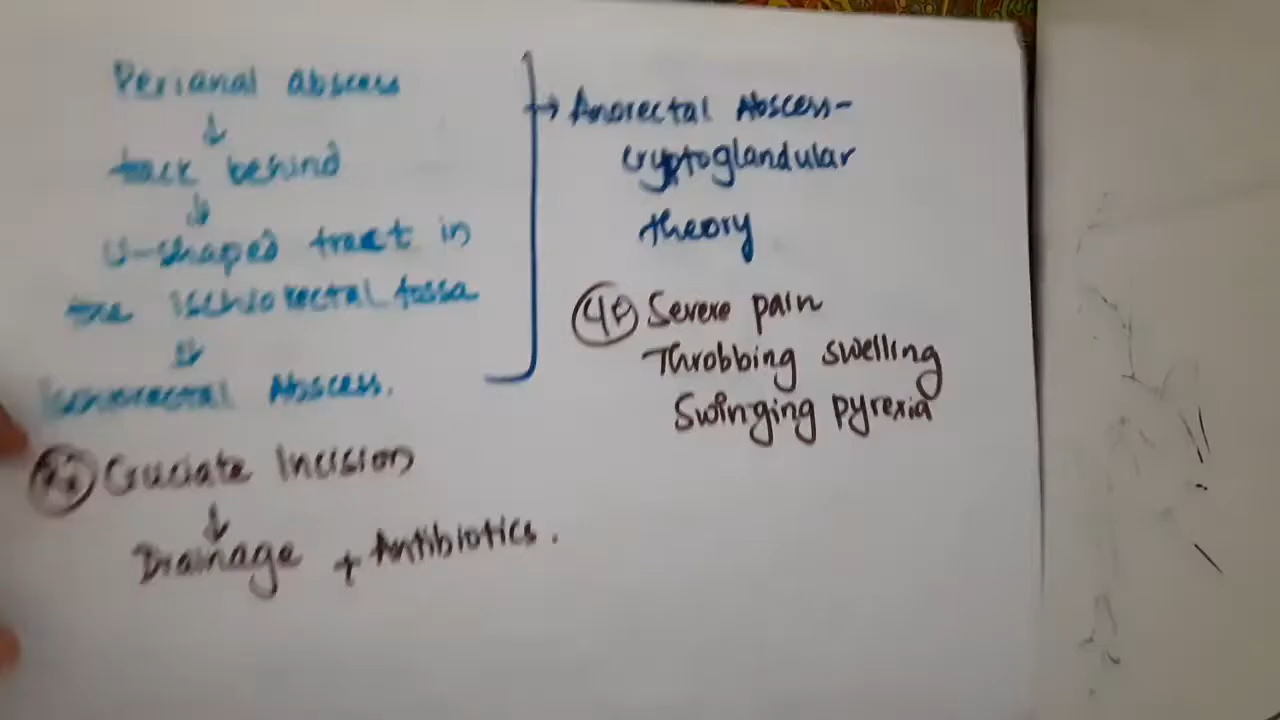 Perianal abscess
↓
track behind
↓
U-shaped tract in
the ischiorectal fossa
↓
Ischiorectal Abscess.
Rx Cruciate Incision
↓
Drainage + Antibiotics.
→ Anorectal Abscess-
cryptoglandular
theory
Severe pain
Throbbing swelling
Swinging pyrexia